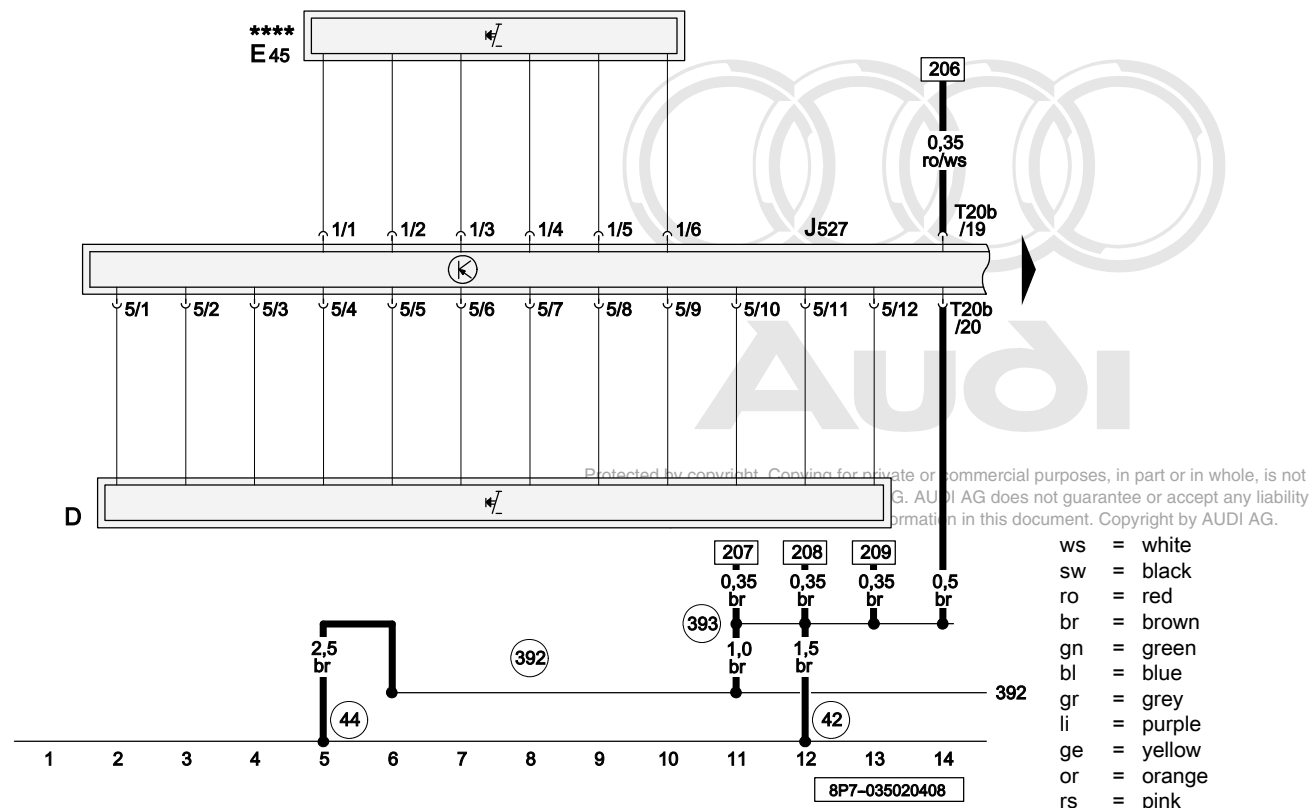 ****
E45
206
0,35
ro/ws
1/1 1/2 1/3 1/4 1/5 1/6 J527 T20b
/19
5/1 5/2 5/3 5/4 5/5 5/6 5/7 5/8 5/9 5/10 5/11 5/12 T20b
/20
Audi
Protected by copyright. Copying for private or commercial purposes, in part or in whole, is not
G. AUDI AG does not guarantee or accept any liability
ormation in this document. Copyright by AUDI AG.
D
207 208 209
0,35 0,35 0,35 0,5
br br br br
393
2,5 1,0 1,5
br br br
392
392
44 42
1 2 3 4 5 6 7 8 9 10 11 12 13 14
8P7-035020408
ws = white
sw = black
ro = red
br = brown
gn = green
bl = blue
gr = grey
li = purple
ge = yellow
or = orange
rs = pink